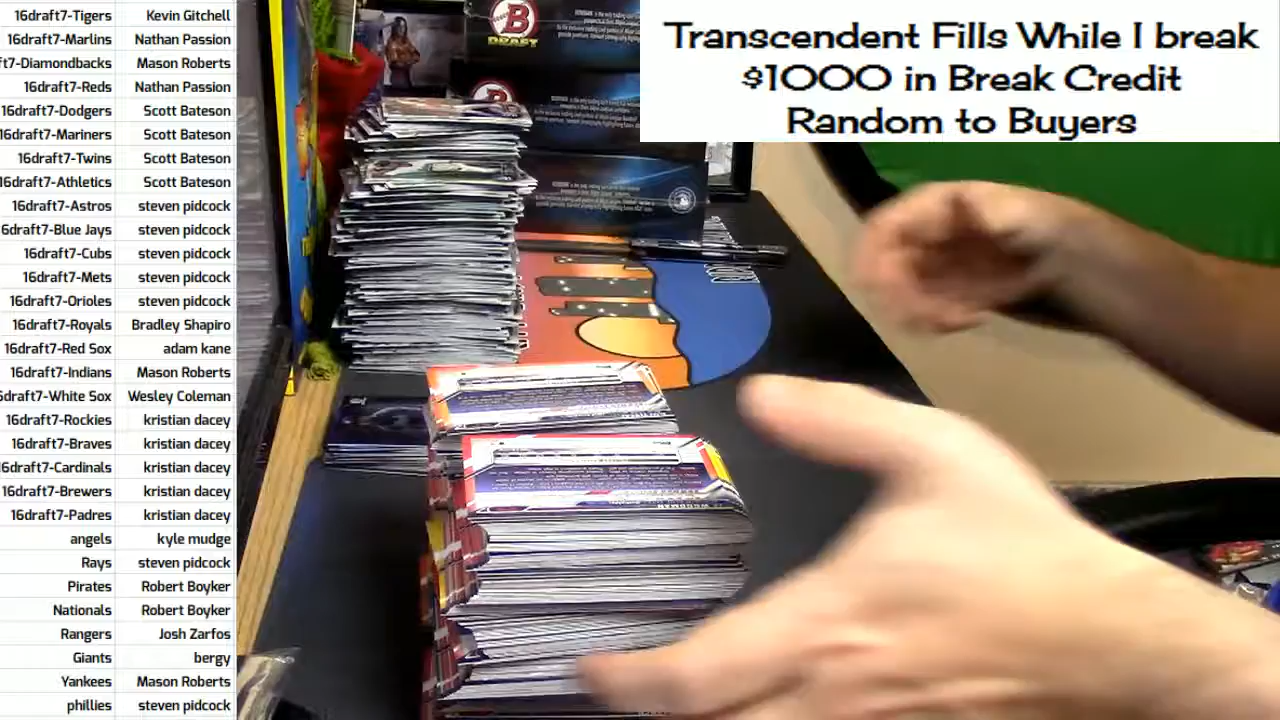 16draft7-Tigers Kevin Gitchell
16draft7-Marlins Nathan Passion
ft7-Diamondbacks Mason Roberts
16draft7-Reds Nathan Passion
16draft7-Dodgers Scott Bateson
16draft7-Mariners Scott Bateson
16draft7-Twins Scott Bateson
16draft7-Athletics Scott Bateson
16draft7-Astros steven pidcock
6draft7-Blue Jays steven pidcock
16draft7-Cubs steven pidcock
16draft7-Mets steven pidcock
16draft7-Orioles steven pidcock
16draft7-Royals Bradley Shapiro
16draft7-Red Sox adam kane
16draft7-Indians Mason Roberts
6draft7-White Sox Wesley Coleman
16draft7-Rockies kristian dacey
16draft7-Braves kristian dacey
16draft7-Cardinals kristian dacey
16draft7-Brewers kristian dacey
16draft7-Padres kristian dacey
angels kyle mudge
Rays steven pidcock
Pirates Robert Boyker
Nationals Robert Boyker
Rangers Josh Zarfos
Giants bergy
Yankees Mason Roberts
phillies steven pidcock
Transcendent Fills While I break
$1000 in Break Credit
Random to Buyers
B
DRAFT